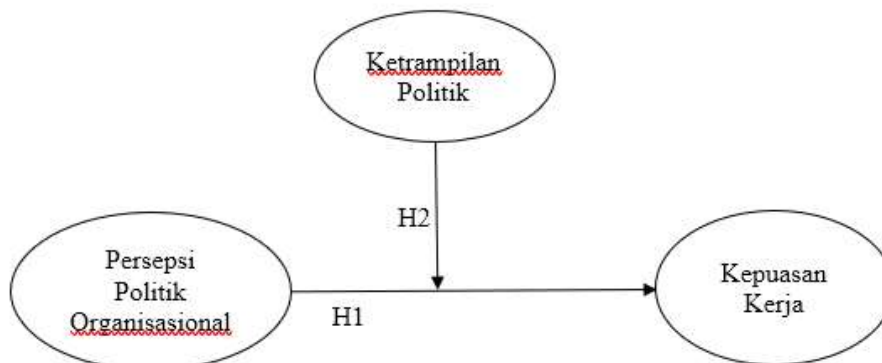 Ketrampilan
Politik
H2
Persepsi
Politik
Organisasional
H1
Kepuasan
Kerja